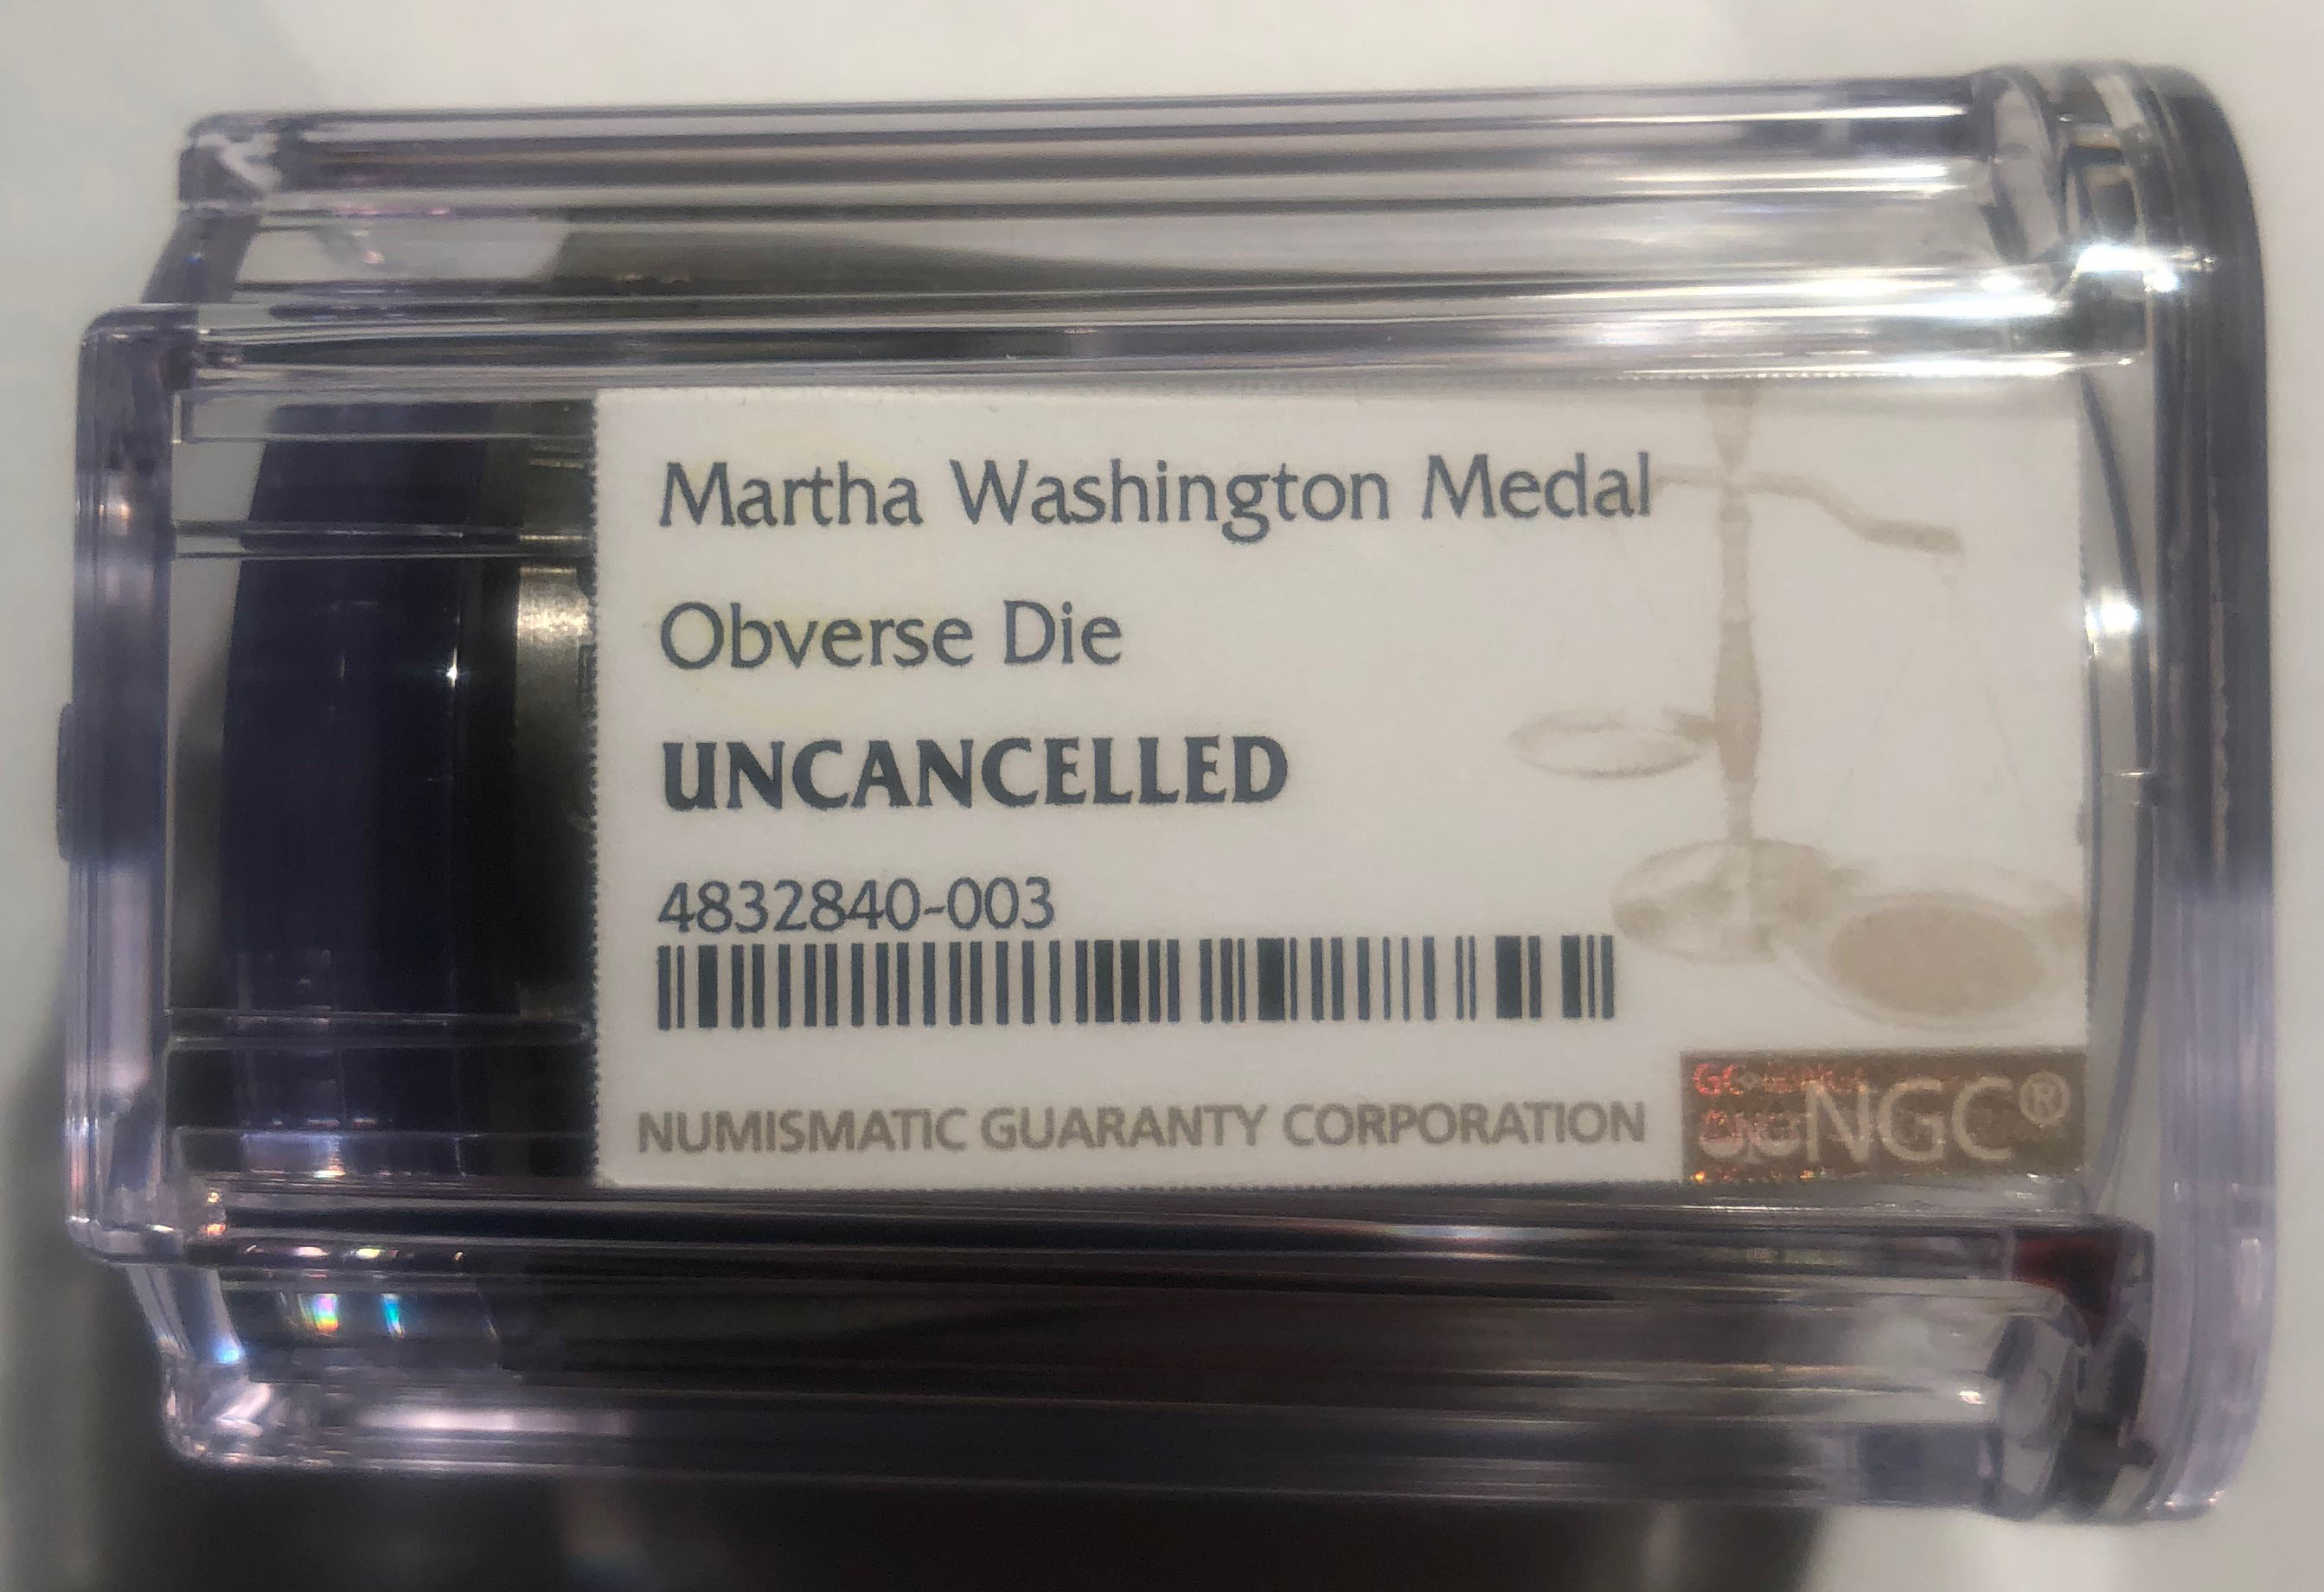 Martha Washington Medal
Obverse Die
UNCANCELLED
4832840-003
NUMISMATIC GUARANTY CORPORATION
NGC®